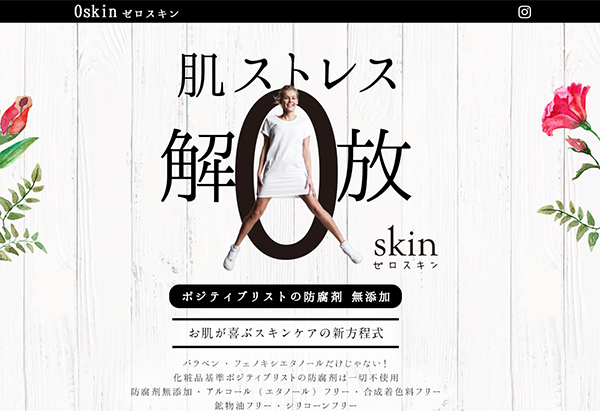 0skin ゼロスキン
肌ストレス
解0放
skin
ゼロスキン
ポジティブリストの防腐剤 無添加
お肌が喜ぶスキンケアの新方程式
パラベン・フェノキシエタノールだけじゃない!
化粧品基準ポジティブリストの防腐剤は一切不使用
防腐剤無添加・アルコール（エタノール）フリー・合成着色料フリー
鉱物油フリー・シリコーンフリー